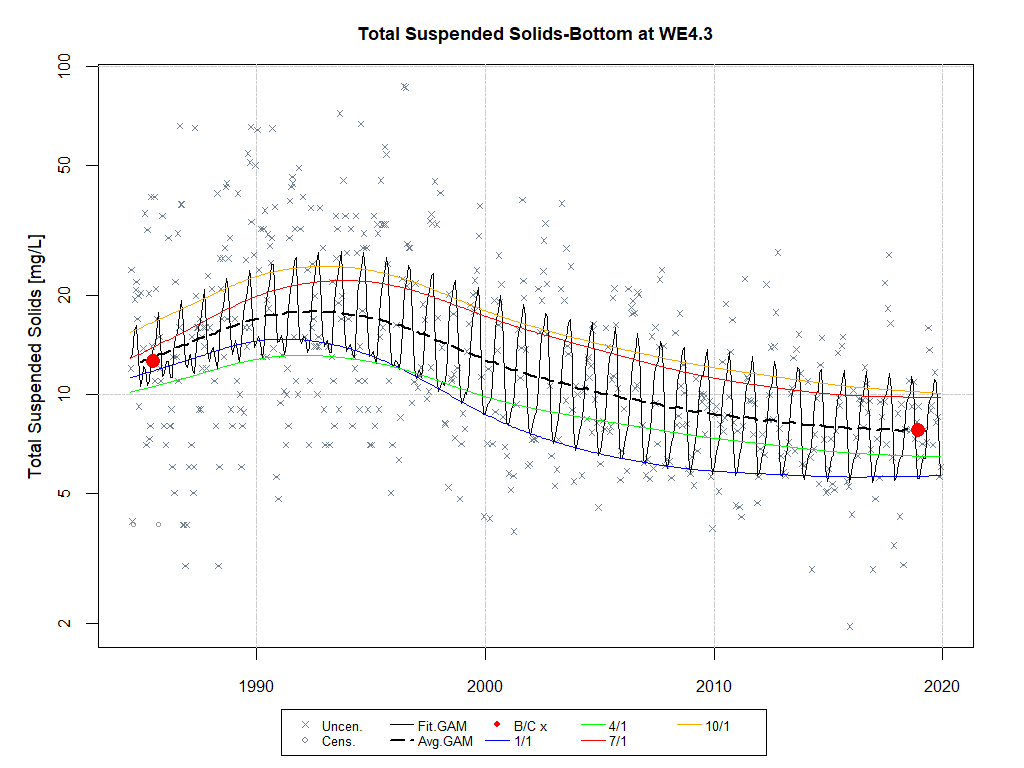 Total Suspended Solids-Bottom at WE4.3
Total Suspended Solids [mg/L]
100
50
20
10
5
2
1990 2000 2010 2020
Uncen. Fit.GAM B/C x 4/1 10/1
Cens. Avg.GAM 1/1 7/1